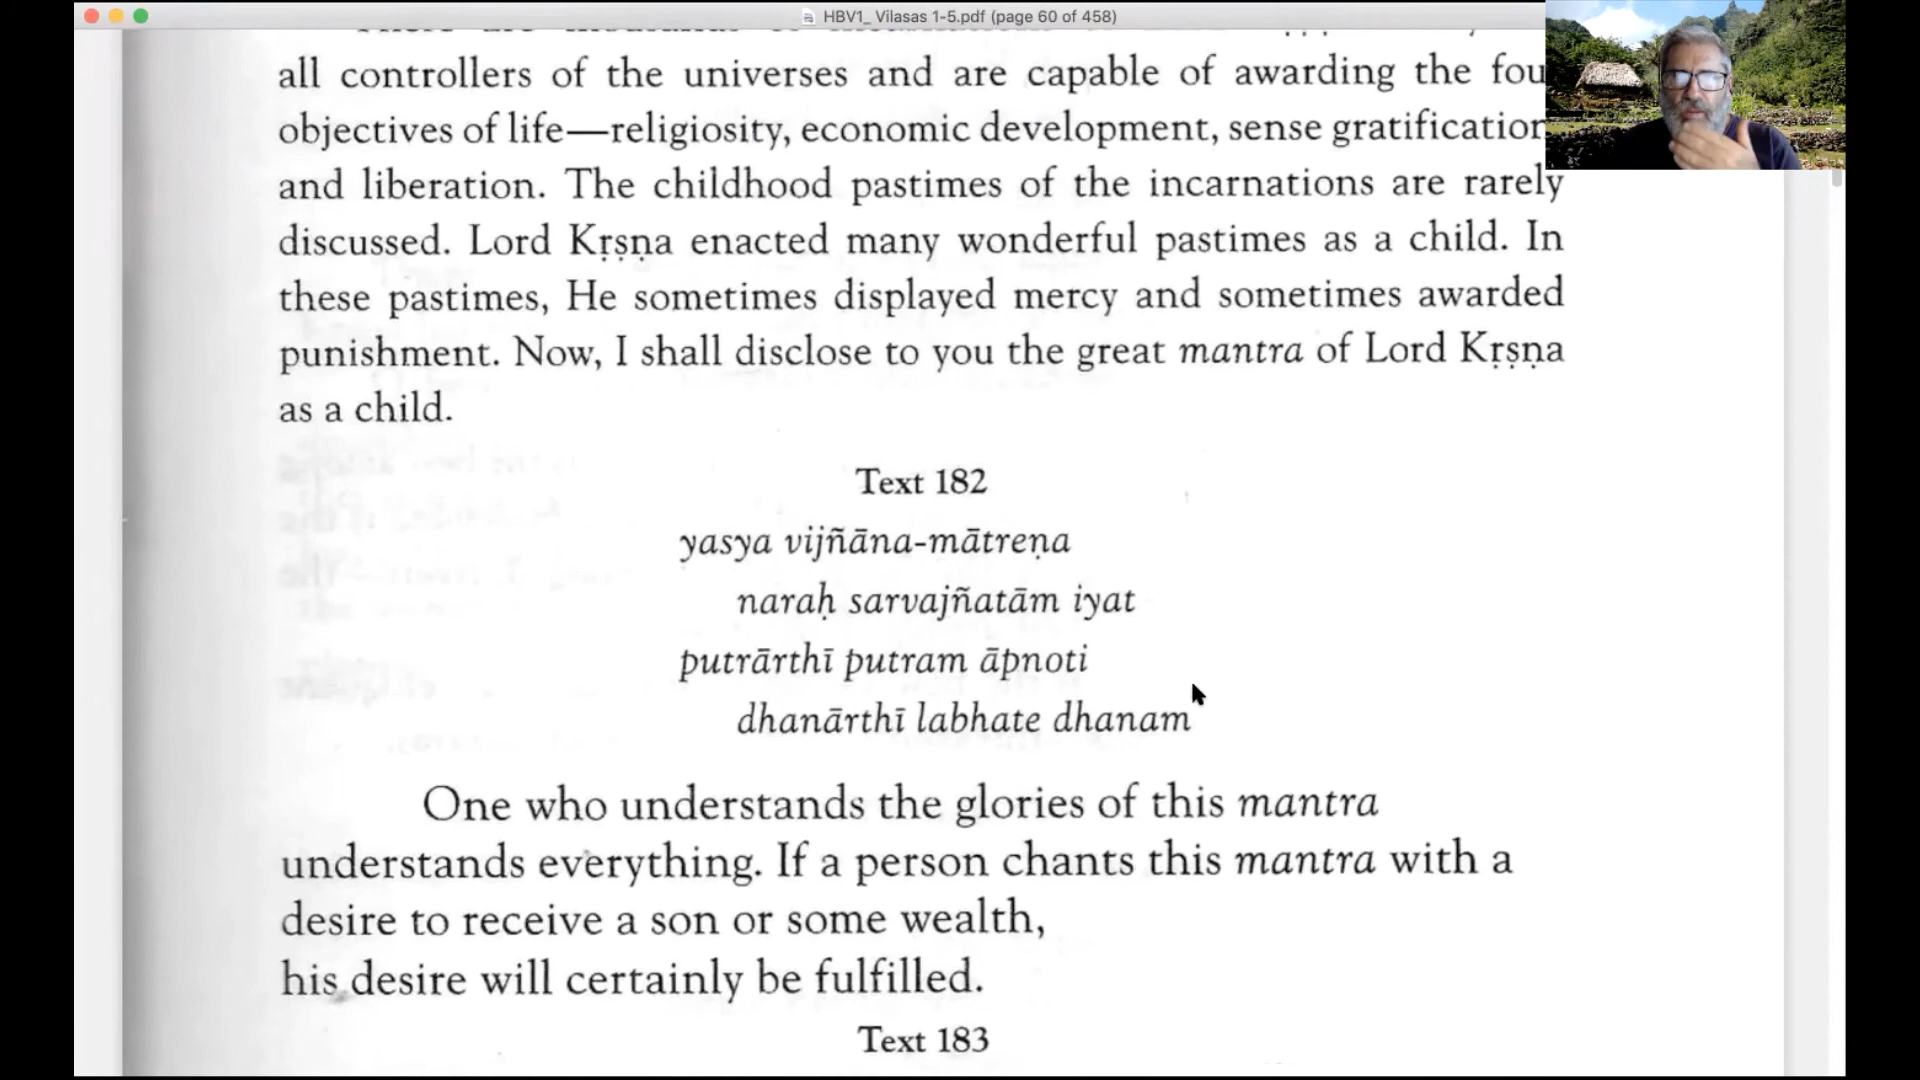 HBV1_ Vilasas 1-5.pdf (page 60 of 458)
all controllers of the universes and are capable of awarding the fou
objectives of life—religiosity, economic development, sense gratification
and liberation. The childhood pastimes of the incarnations are rarely
discussed. Lord Kṛṣṇa enacted many wonderful pastimes as a child. In
these pastimes, He sometimes displayed mercy and sometimes awarded
punishment. Now, I shall disclose to you the great mantra of Lord Kṛṣṇa
as a child.
Text 182
yasya vijñāna-mātreṇa
naraḥ sarvajñatām iyat
putrārthī putram āpnoti
dhanārthī labhate dhanam
One who understands the glories of this mantra
understands everything. If a person chants this mantra with a
desire to receive a son or some wealth,
his desire will certainly be fulfilled.
Text 183